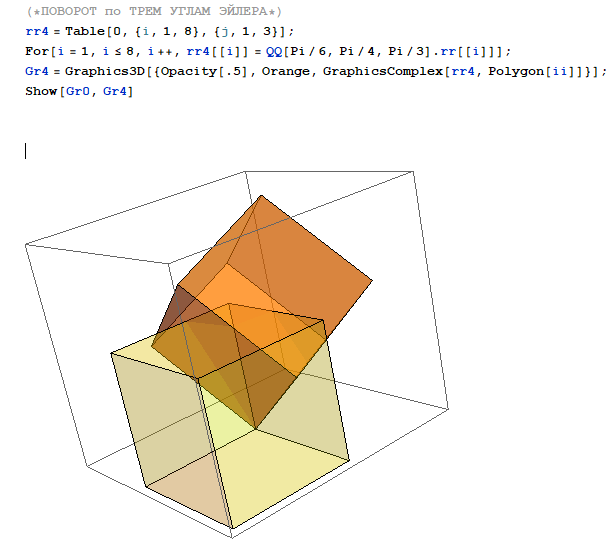 (★ПОВОРОТ по ТРЕМ УГЛАМ ЭЙЛЕРА★)
rr4 = Table[0, {i, 1, 8}, {j, 1, 3}];
For[i = 1, i ≤ 8, i ++, rr4[[i]] = QQ[Pi / 6, Pi / 4, Pi / 3].rr[[i]]];
Gr4 = Graphics3D[{Opacity[.5], Orange, GraphicsComplex[rr4, Polygon[ii]]}];
Show[Gr0, Gr4]